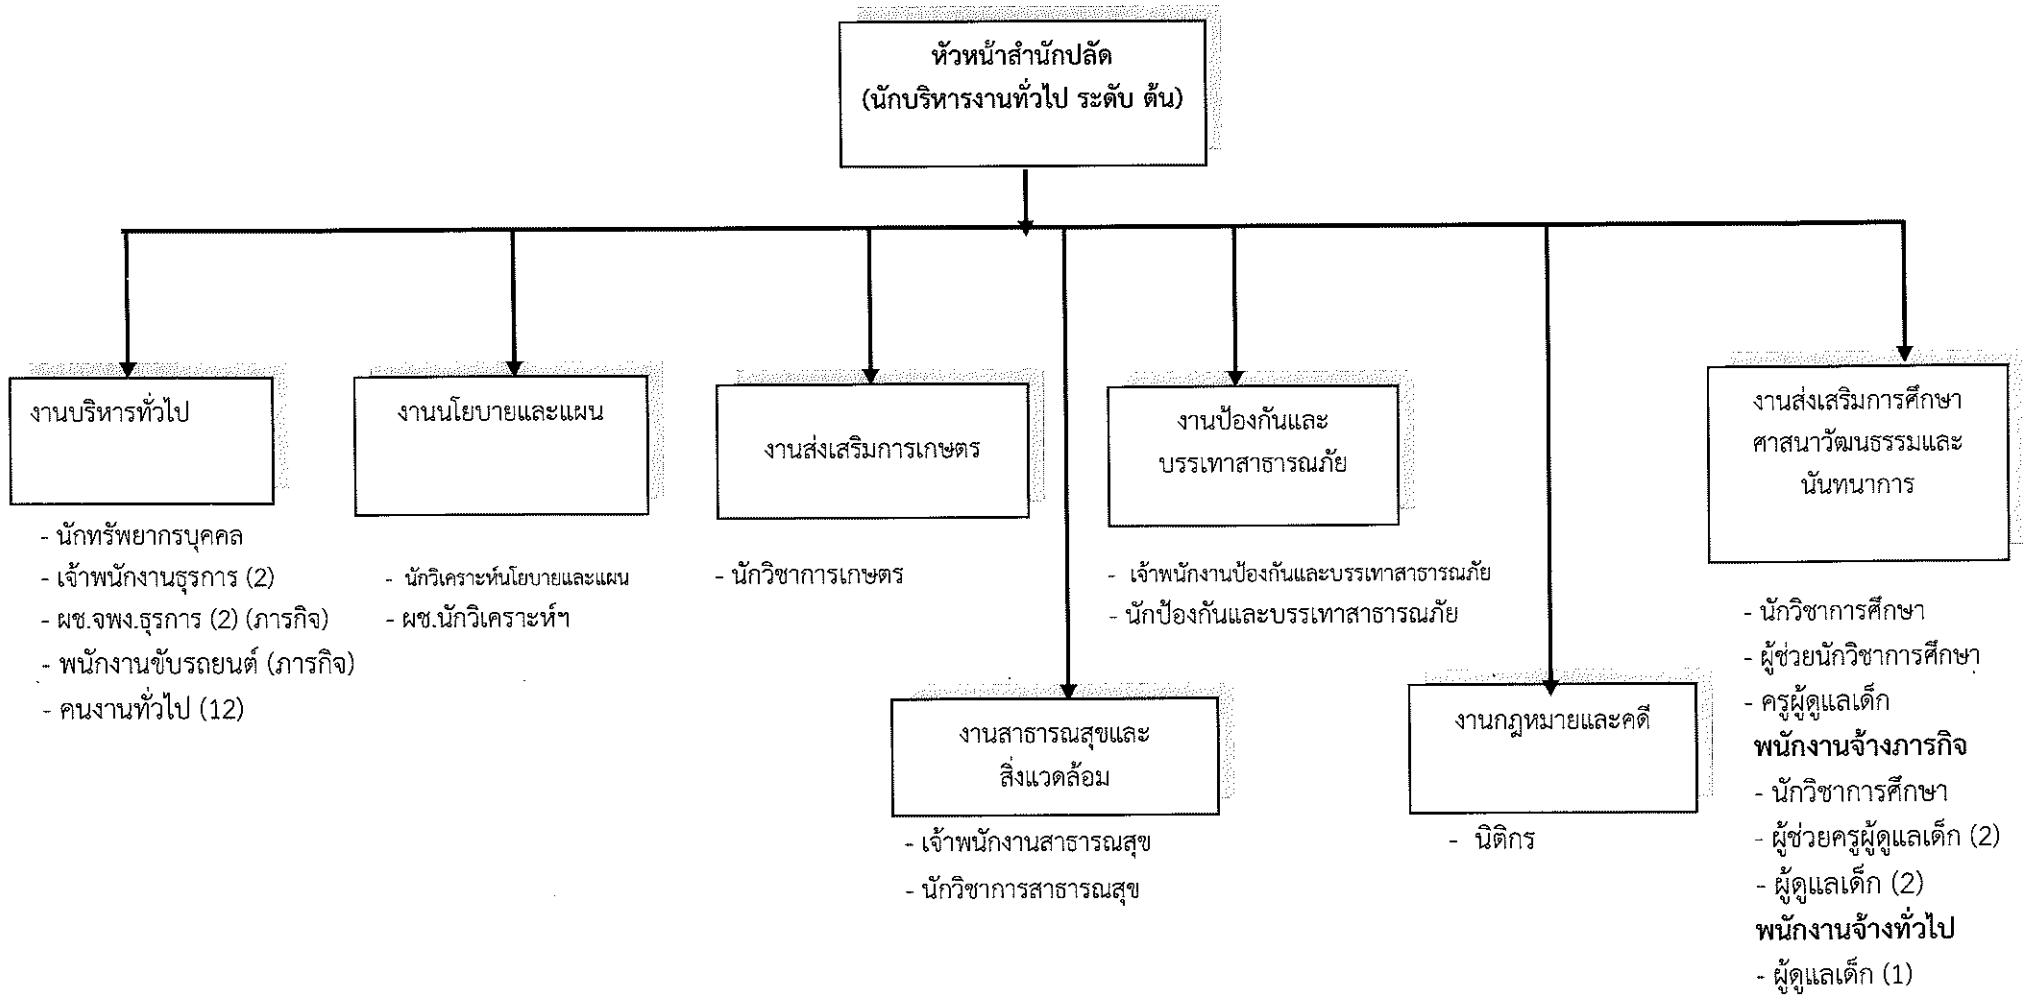 หัวหน้าสำนักปลัด
(นักบริหารงานทั่วไป ระดับ ต้น)
งานบริหารทั่วไป
- นักทรัพยากรบุคคล
- เจ้าพนักงานธุรการ (2)
- ผช.จพง.ธุรการ (2) (ภารกิจ)
- พนักงานขับรถยนต์ (ภารกิจ)
- คนงานทั่วไป (12)
งานนโยบายและแผน
- นักวิเคราะห์นโยบายและแผน
- ผช.นักวิเคราะห์ฯ
งานส่งเสริมการเกษตร
- นักวิชาการเกษตร
งานสาธารณสุขและ
สิ่งแวดล้อม
- เจ้าพนักงานสาธารณสุข
- นักวิชาการสาธารณสุข
งานป้องกันและ
บรรเทาสาธารณภัย
- เจ้าพนักงานป้องกันและบรรเทาสาธารณภัย
- นักป้องกันและบรรเทาสาธารณภัย
งานกฎหมายและคดี
- นิติกร
งานส่งเสริมการศึกษา
ศาสนาวัฒนธรรมและ
นันทนาการ
- นักวิชาการศึกษา
- ผู้ช่วยนักวิชาการศึกษา
- ครูผู้ดูแลเด็ก
พนักงานจ้างภารกิจ
- นักวิชาการศึกษา
- ผู้ช่วยครูผู้ดูแลเด็ก (2)
- ผู้ดูแลเด็ก (2)
พนักงานจ้างทั่วไป
- ผู้ดูแลเด็ก (1)